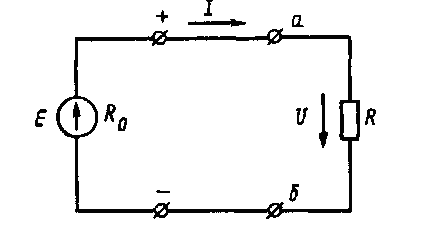 + I a
E R₀ U R
− б